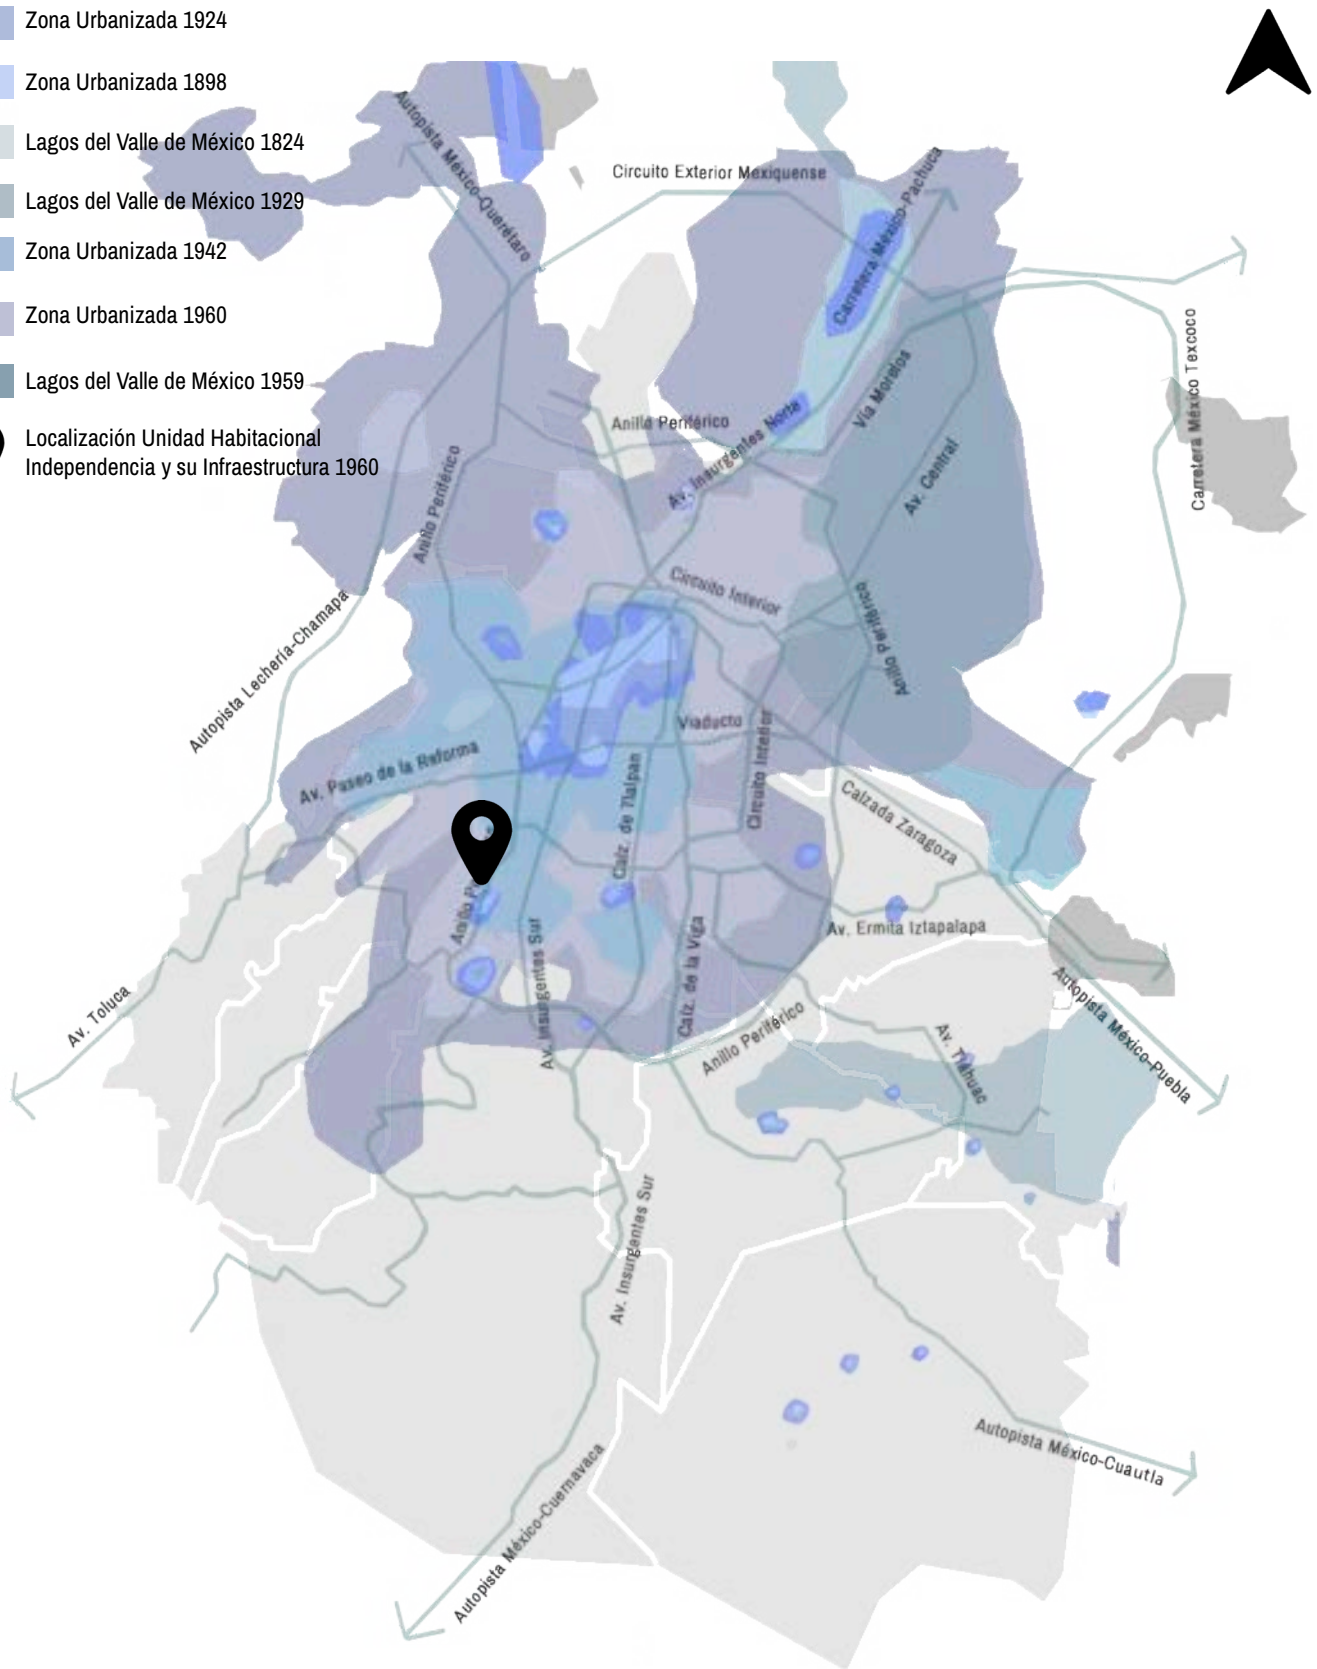 Zona Urbanizada 1924
Zona Urbanizada 1898
Lagos del Valle de México 1824
Lagos del Valle de México 1929
Zona Urbanizada 1942
Zona Urbanizada 1960
Lagos del Valle de México 1959
Localización Unidad Habitacional
Independencia y su Infraestructura 1960
Autopista México-Querétaro
Circuito Exterior Mexiquense
Carretera México-Pachuca
Carretera México Texcoco
Vía Morelos
Anillo Periférico
Av. Insurgentes Norte
Av. Central
Anillo Periférico
Circuito Interior
Anillo Periférico
Autopista Lechería-Chamapa
Viaducto
Circuito Interior
Av. Paseo de la Reforma
Calz. de Tlalpan
Calzada Zaragoza
Anillo
Av. Insurgentes Sur
Calz. de la Viga
Av. Ermita Iztapalapa
Av. Toluca
Anillo Periférico
Av. Tláhuac
Autopista México-Puebla
Av. Insurgentes Sur
Autopista México-Cuautla
Autopista México-Cuernavaca